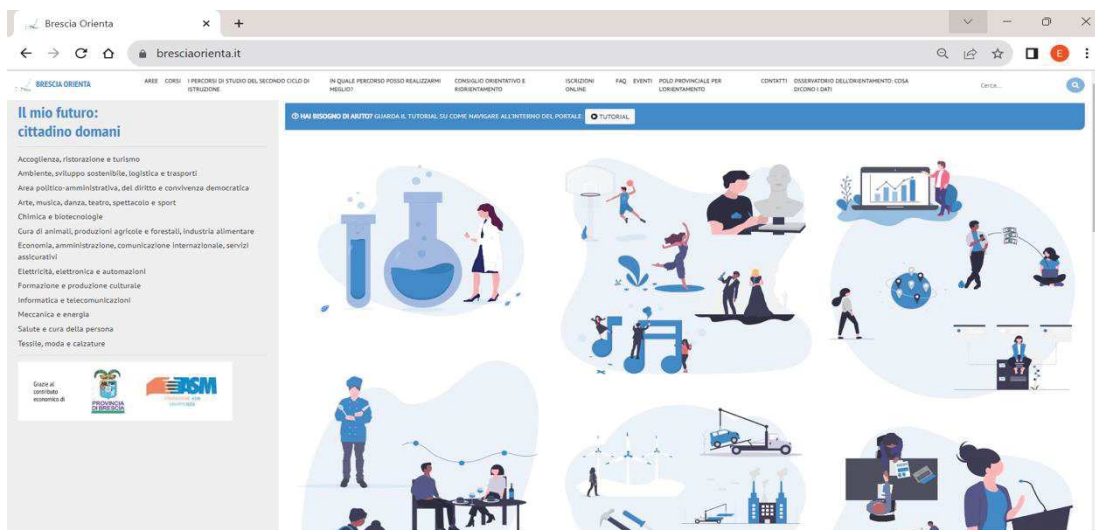 Brescia Orienta
bresciaorienta.it
E
BRESCIA ORIENTA
AREE
CORSI
I PERCORSI DI STUDIO DEL SECONDO CICLO DI
ISTRUZIONE
IN QUALE PERCORSO POSSO REALIZZARMI
MEGLIO?
CONSIGLIO ORIENTATIVO E
RIORIENTAMENTO
ISCRIZIONI
ONLINE
FAQ
EVENTI
POLO PROVINCIALE PER
L'ORIENTAMENTO
CONTATTI
OSSERVATORIO DELL'ORIENTAMENTO: COSA
DICONO I DATI
Cerca...
Il mio futuro:
cittadino domani
HAI BISOGNO DI AIUTO? GUARDA IL TUTORIAL SU COME NAVIGARE ALL'INTERNO DEL PORTALE: TUTORIAL
Accoglienza, ristorazione e turismo
Ambiente, sviluppo sostenibile, logistica e trasporti
Area politico-amministrativa, del diritto e convivenza democratica
Arte, musica, danza, teatro, spettacolo e sport
Chimica e biotecnologie
Cura di animali, produzioni agricole e forestali, industria alimentare
Economia, amministrazione, comunicazione internazionale, servizi
assicurativi
Elettricità, elettronica e automazioni
Formazione e produzione culturale
Informatica e telecomunicazioni
Meccanica e energia
Salute e cura della persona
Tessile, moda e calzature
Grazie al
contributo
economico di
PROVINCIA
DI BRESCIA
ASM